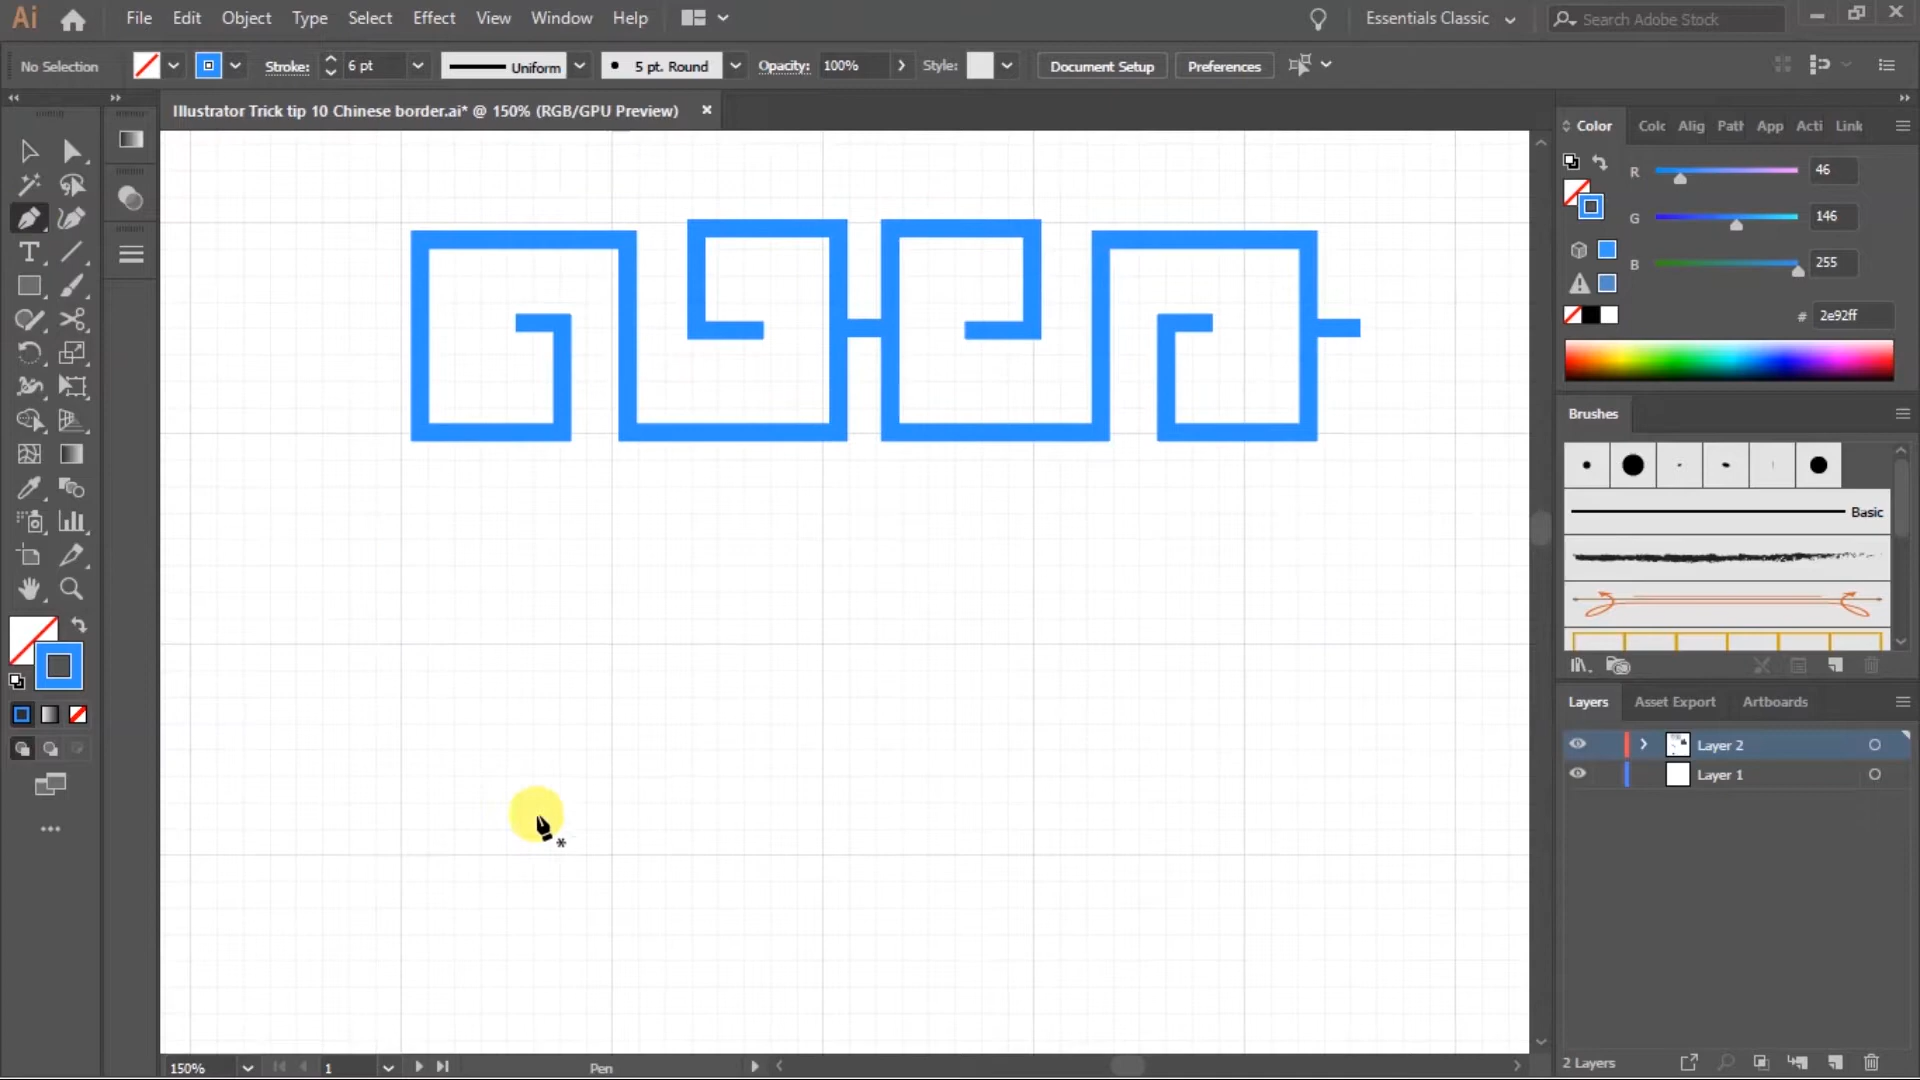 Ai File Edit Object Type Select Effect View Window Help Essentials Classic Search Adobe Stock
No Selection Stroke: 6 pt Uniform 5 pt. Round Opacity: 100% Style: Document Setup Preferences
Illustrator Trick tip 10 Chinese border.ai* @ 150% (RGB/GPU Preview)
Color Colc Alig Path App Acti Link
R 46
G 146
B 255
# 2e92ff
Brushes
Basic
Layers Asset Export Artboards
Layer 2
Layer 1
2 Layers
150% 1 Pen